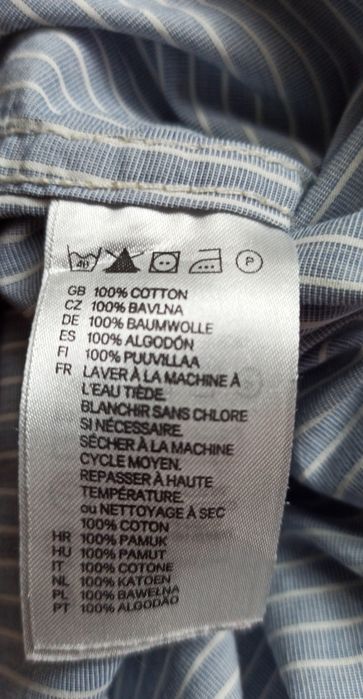 40 P
GB 100% COTTON
CZ 100% BAVLNA
DE 100% BAUMWOLLE
ES 100% ALGODÓN
FI 100% PUUVILLAA
FR LAVER À LA MACHINE À
L'EAU TIÈDE.
BLANCHIR SANS CHLORE
SI NÉCESSAIRE.
SÉCHER À LA MACHINE
CYCLE MOYEN.
REPASSER À HAUTE
TEMPÉRATURE.
ou NETTOYAGE À SEC
100% COTON
HR 100% PAMUK
HU 100% PAMUT
IT 100% COTONE
NL 100% KATOEN
PL 100% BAWEŁNA
PT 100% ALGODÃO